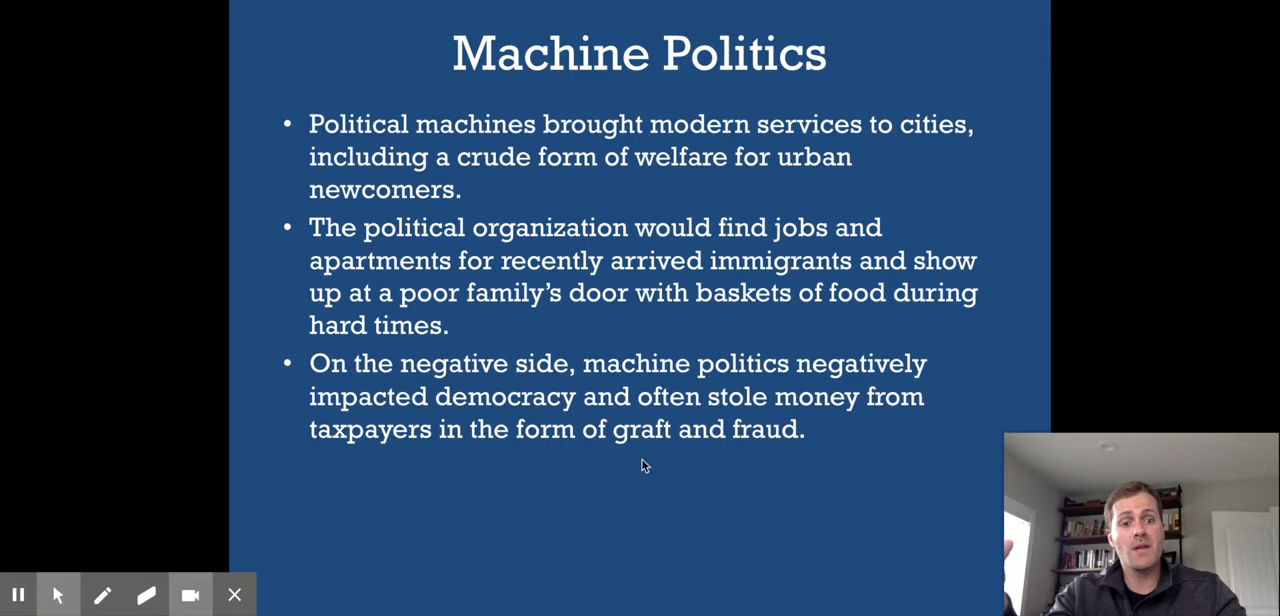 Machine Politics
• Political machines brought modern services to cities,
including a crude form of welfare for urban
newcomers.
• The political organization would find jobs and
apartments for recently arrived immigrants and show
up at a poor family’s door with baskets of food during
hard times.
• On the negative side, machine politics negatively
impacted democracy and often stole money from
taxpayers in the form of graft and fraud.